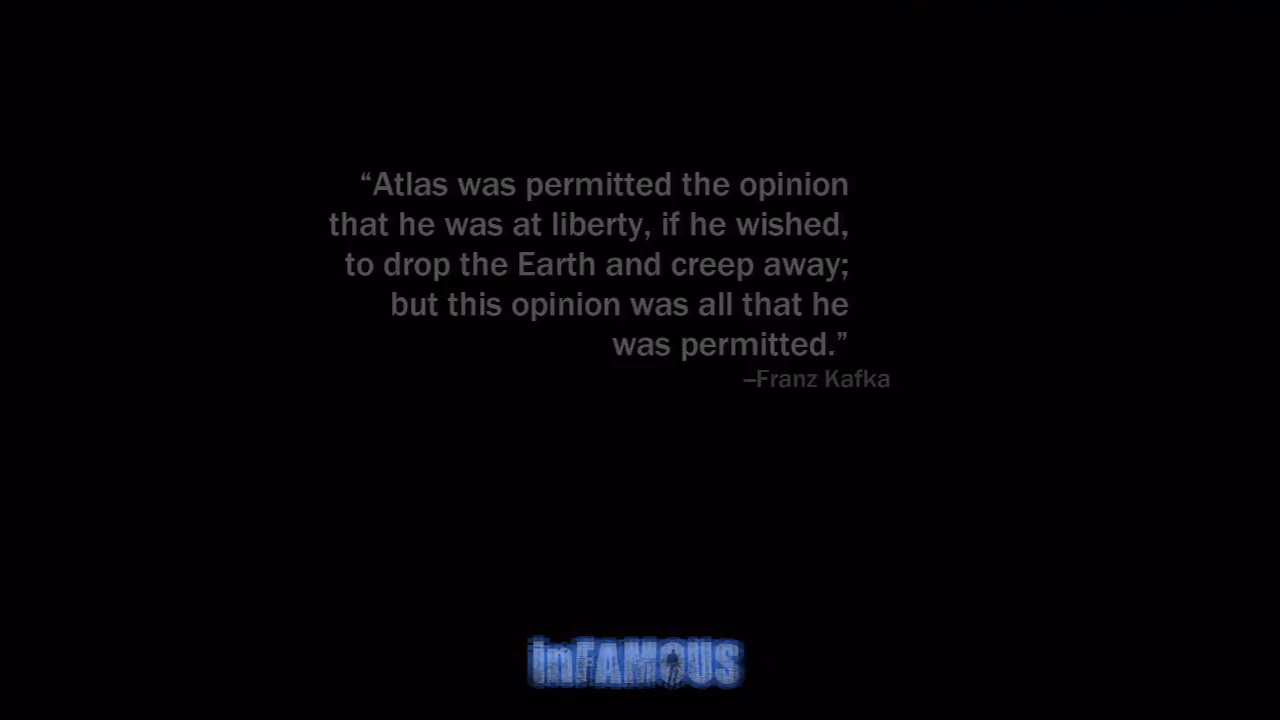 “Atlas was permitted the opinion
that he was at liberty, if he wished,
to drop the Earth and creep away;
but this opinion was all that he
was permitted.”
–Franz Kafka
inFAMOUS